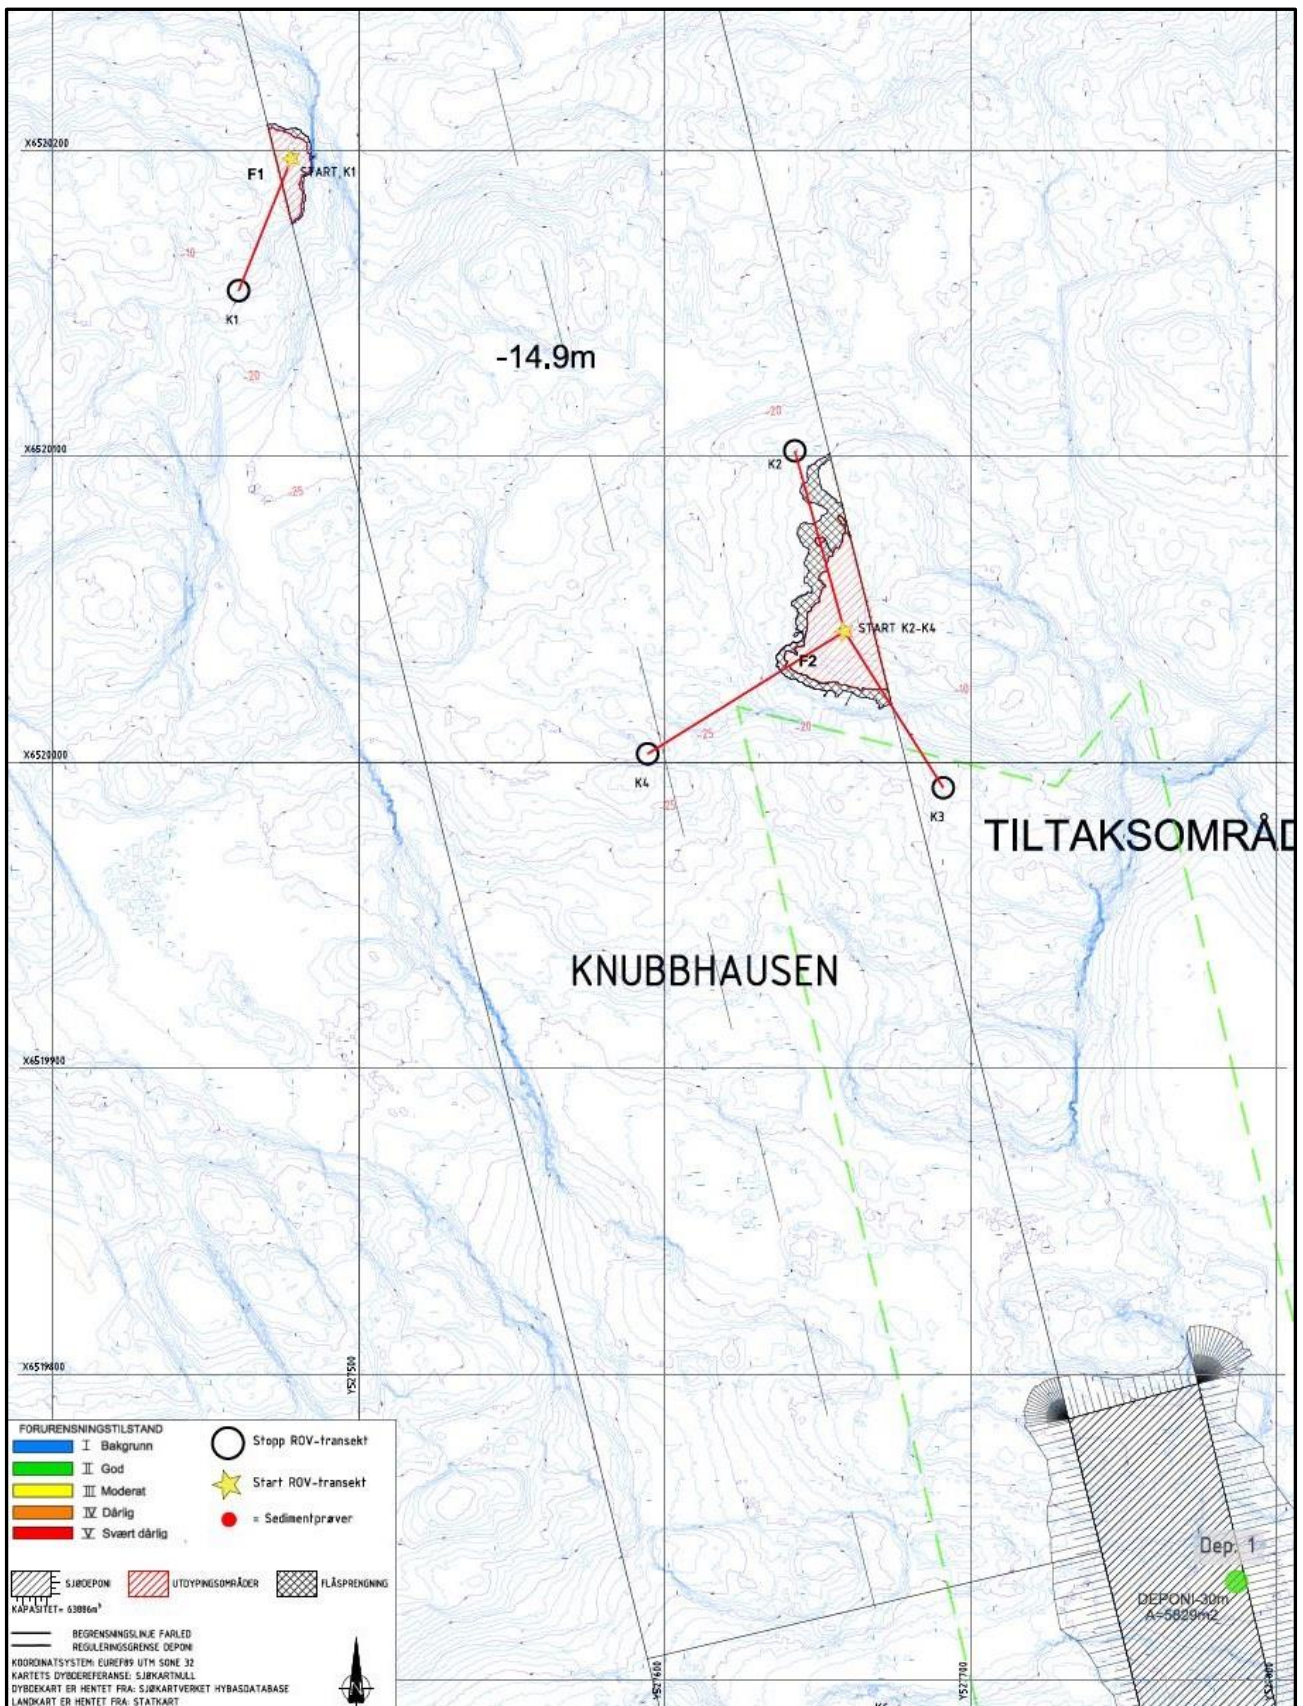 X6520200
F1
START, K1
-10
K1
-14.9m
-20
-20
X6520100
K2
-25
START K2-K4
F2
-10
-25
-20
X6520000
K4
-25
K3
TILTAKSOMRÅD
KNUBBHAUSEN
X6519900
X6519800
Y527500
FORURENSNINGSTILSTAND
I Bakgrunn
II God
III Moderat
IV Dårlig
V Svært dårlig
Stopp ROV-transekt
Start ROV-transekt
= Sedimentprøver
SJØDEPONI
UTDYPINGSOMRÅDER
FLÅSPRENGNING
KAPASITET= 63086m³
BEGRENSNINGSLINJE FARLED
REGULERINGSGRENSE DEPONI
KOORDINATSYSTEM: EUREF89 UTM SONE 32
KARTETS DYBDEREFERANSE: SJØKARTNULL
DYBDEKART ER HENTET FRA: SJØKARTVERKET HYBASDATABASE
LANDKART ER HENTET FRA: STATKART
N
Dep. 1
DEPONI-30m
A=5829m2
Y527600
Y527700